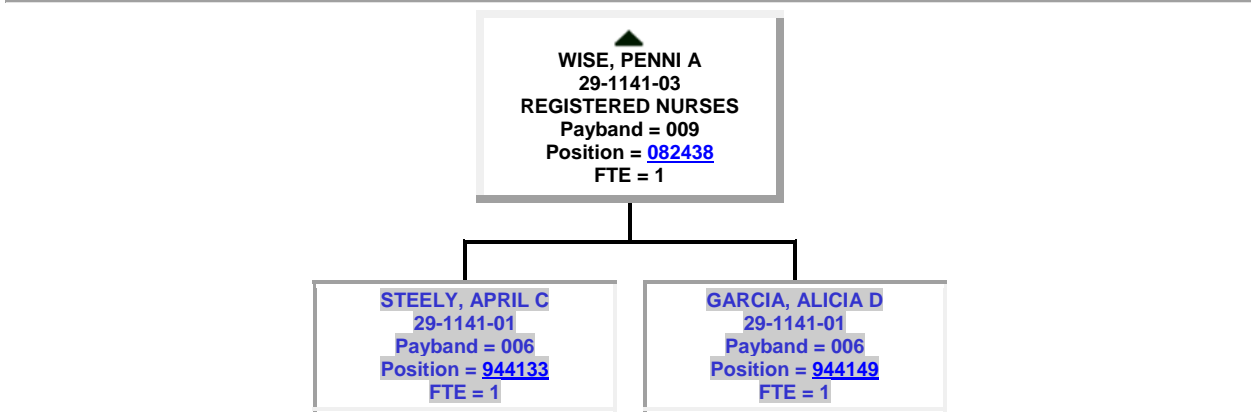 WISE, PENNI A
29-1141-03
REGISTERED NURSES
Payband = 009
Position = 082438
FTE = 1
STEELY, APRIL C
29-1141-01
Payband = 006
Position = 944133
FTE = 1
GARCIA, ALICIA D
29-1141-01
Payband = 006
Position = 944149
FTE = 1